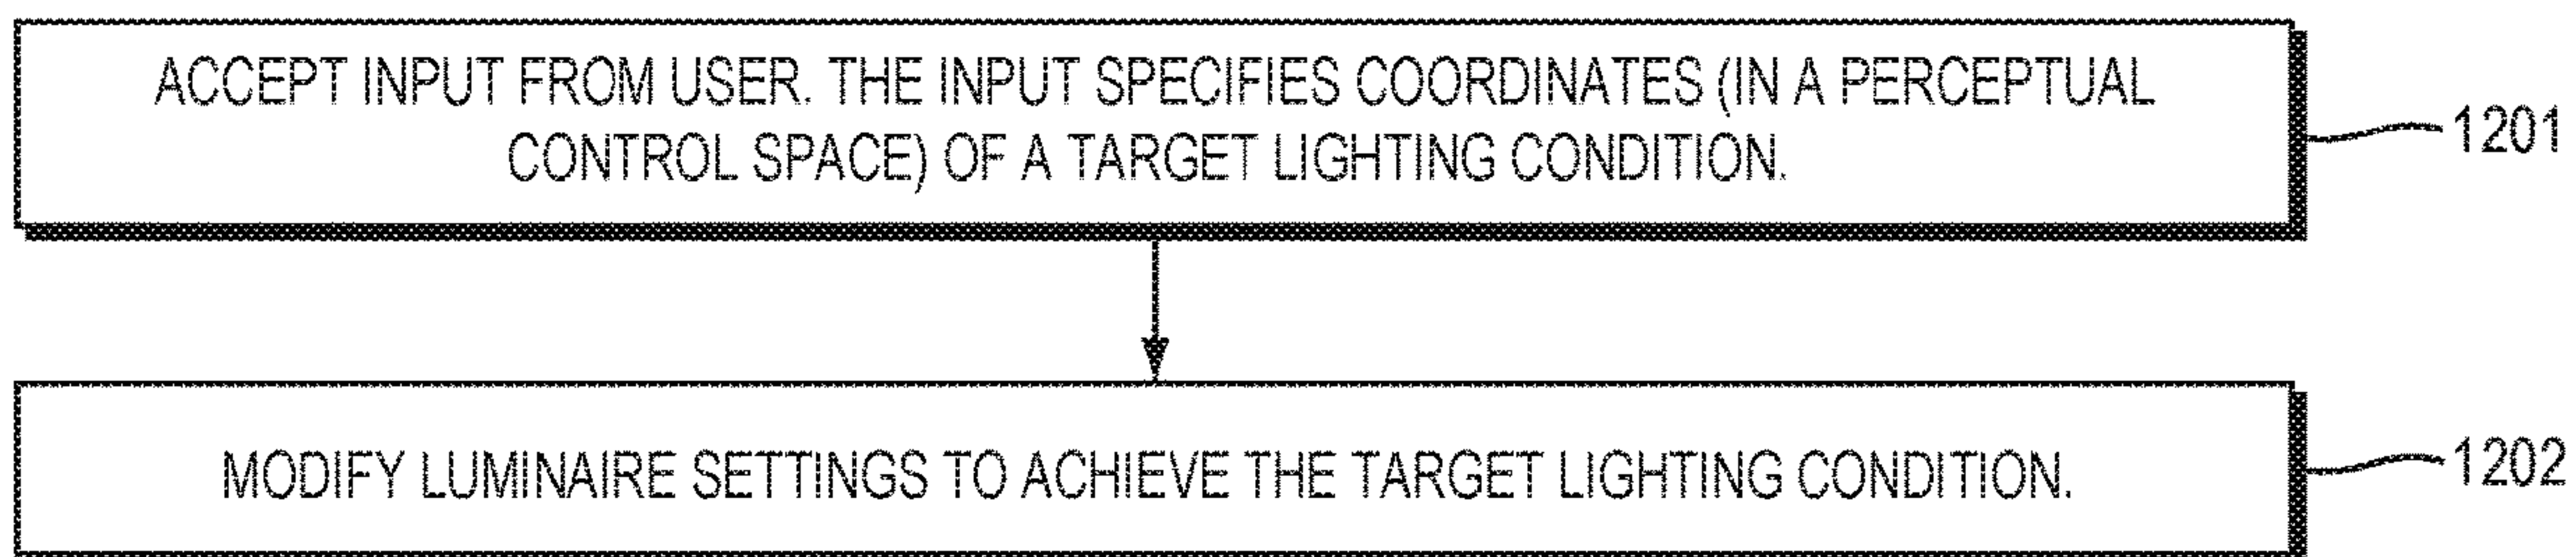 ACCEPT INPUT FROM USER. THE INPUT SPECIFIES COORDINATES (IN A PERCEPTUAL
CONTROL SPACE) OF A TARGET LIGHTING CONDITION.
1201
MODIFY LUMINAIRE SETTINGS TO ACHIEVE THE TARGET LIGHTING CONDITION.
1202